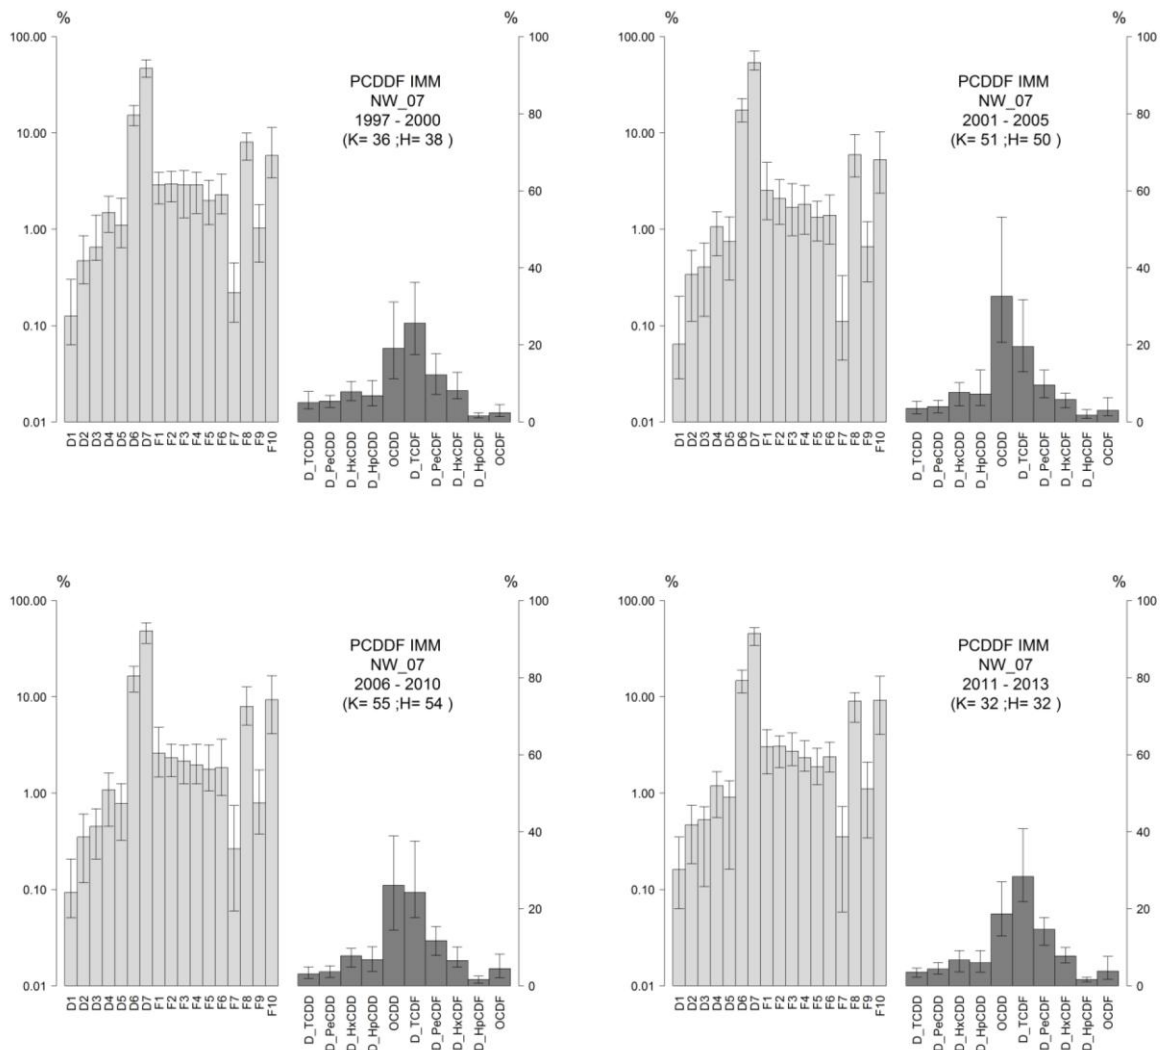 %
%
100.00
10.00
1.00
0.10
0.01
100
80
60
40
20
0
PCDDF IMM
NW_07
1997 - 2000
(K= 36 ;H= 38 )
D1 D2 D3 D4 D5 D6 D7 F1 F2 F3 F4 F5 F6 F7 F8 F9 F10
D_TCDD D_PeCDD D_HxCDD D_HpCDD OCDD D_TCDF D_PeCDF D_HxCDF D_HpCDF OCDF
%
%
100.00
10.00
1.00
0.10
0.01
100
80
60
40
20
0
PCDDF IMM
NW_07
2001 - 2005
(K= 51 ;H= 50 )
D1 D2 D3 D4 D5 D6 D7 F1 F2 F3 F4 F5 F6 F7 F8 F9 F10
D_TCDD D_PeCDD D_HxCDD D_HpCDD OCDD D_TCDF D_PeCDF D_HxCDF D_HpCDF OCDF
%
%
100.00
10.00
1.00
0.10
0.01
100
80
60
40
20
0
PCDDF IMM
NW_07
2006 - 2010
(K= 55 ;H= 54 )
D1 D2 D3 D4 D5 D6 D7 F1 F2 F3 F4 F5 F6 F7 F8 F9 F10
D_TCDD D_PeCDD D_HxCDD D_HpCDD OCDD D_TCDF D_PeCDF D_HxCDF D_HpCDF OCDF
%
%
100.00
10.00
1.00
0.10
0.01
100
80
60
40
20
0
PCDDF IMM
NW_07
2011 - 2013
(K= 32 ;H= 32 )
D1 D2 D3 D4 D5 D6 D7 F1 F2 F3 F4 F5 F6 F7 F8 F9 F10
D_TCDD D_PeCDD D_HxCDD D_HpCDD OCDD D_TCDF D_PeCDF D_HxCDF D_HpCDF OCDF